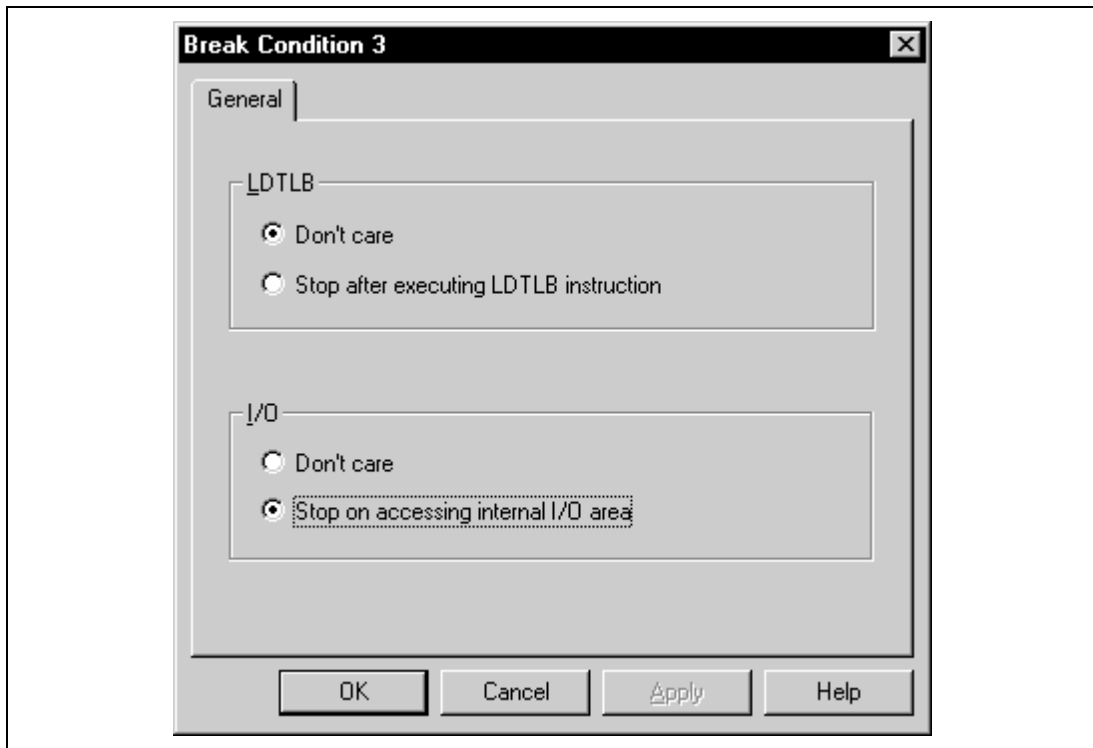 Break Condition 3
General
LDTLB
Don't care
Stop after executing LDTLB instruction
I/O
Don't care
Stop on accessing internal I/O area
OK Cancel Apply Help